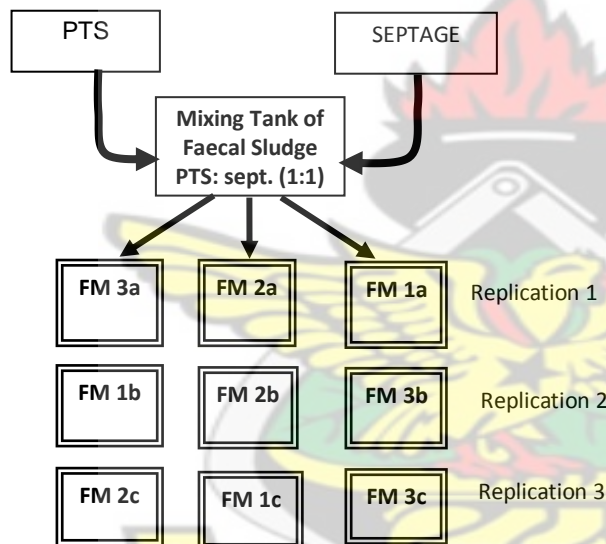 PTS
SEPTAGE
Mixing Tank of
Faecal Sludge
PTS: sept. (1:1)
FM 3a
FM 2a
FM 1a
Replication 1
FM 1b
FM 2b
FM 3b
Replication 2
FM 2c
FM 1c
FM 3c
Replication 3